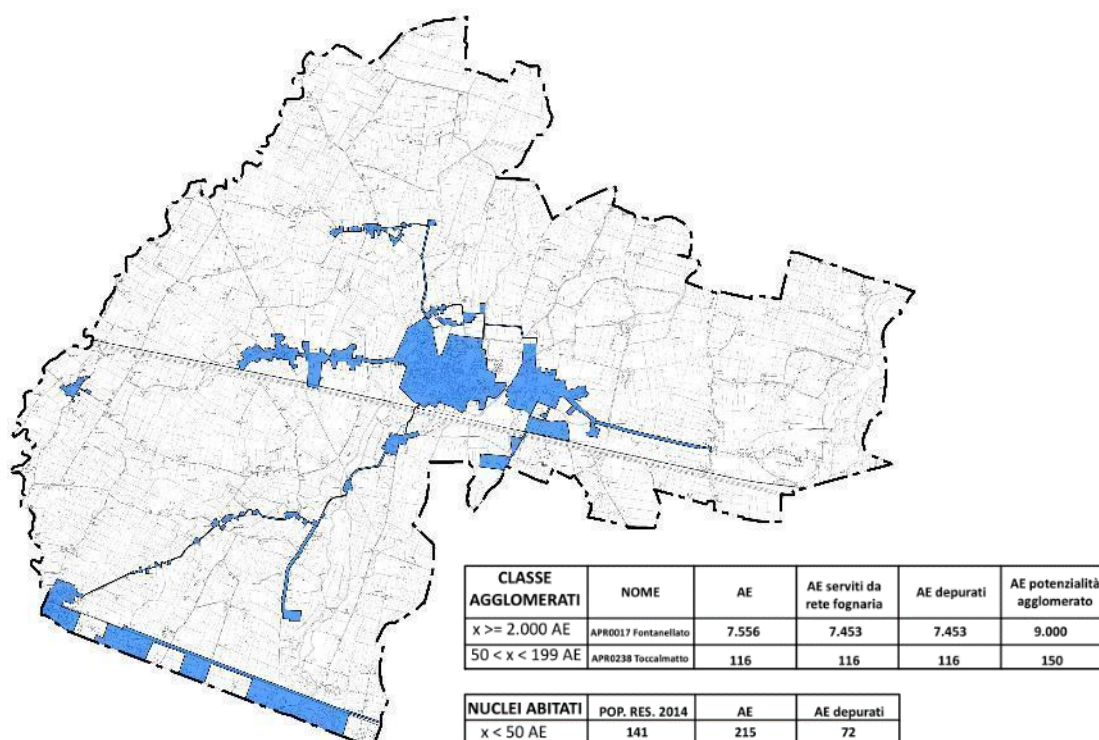 CLASSE AGGLOMERATI NOME AE AE serviti da rete fognaria AE depurati AE potenzialità agglomerato
x >= 2.000 AE APR0017 Fontanellato 7.556 7.453 7.453 9.000
50 < x < 199 AE APR0238 Toccalmatto 116 116 116 150
NUCLEI ABITATI POP. RES. 2014 AE AE depurati
x < 50 AE 141 215 72